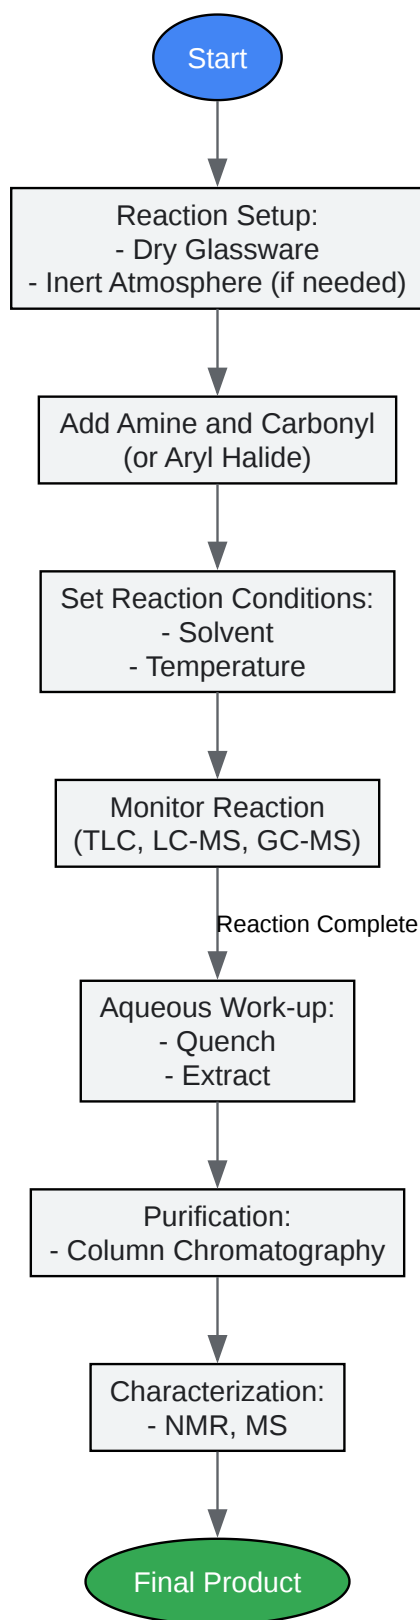 Start
Reaction Setup:
- Dry Glassware
- Inert Atmosphere (if needed)
Add Amine and Carbonyl
(or Aryl Halide)
Set Reaction Conditions:
- Solvent
- Temperature
Monitor Reaction
(TLC, LC-MS, GC-MS)
Reaction Complete
Aqueous Work-up:
- Quench
- Extract
Purification:
- Column Chromatography
Characterization:
- NMR, MS
Final Product